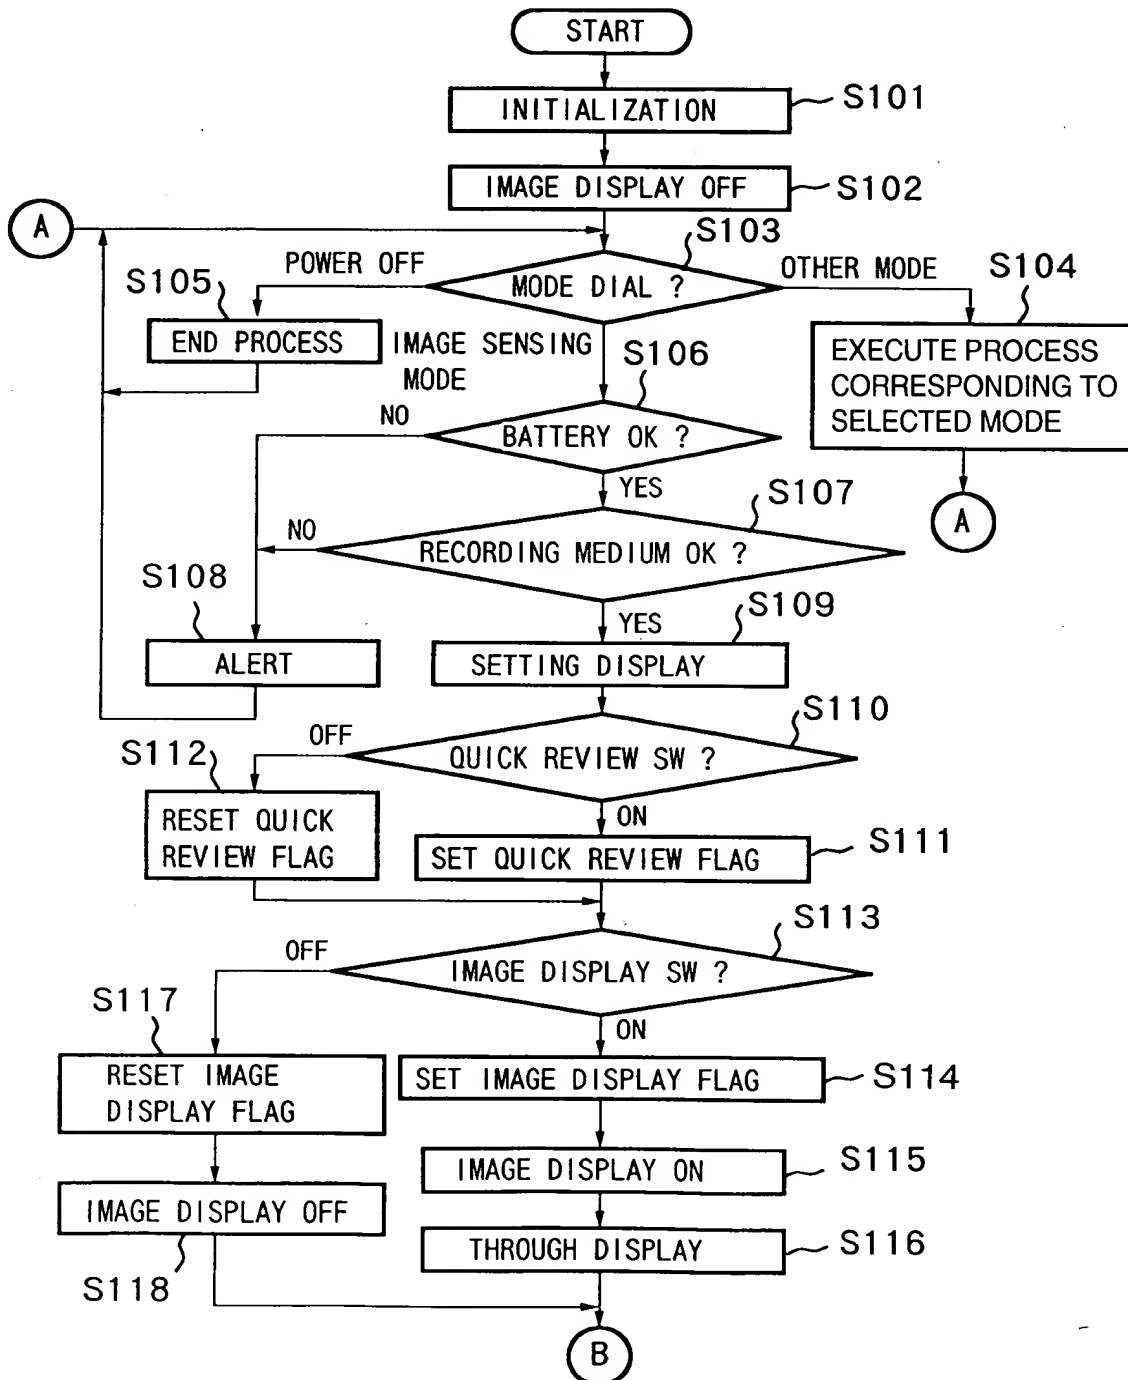 START
INITIALIZATION
S101
IMAGE DISPLAY OFF
S102
A
S103
POWER OFF
MODE DIAL ?
OTHER MODE
S104
S105
END PROCESS
IMAGE SENSING
MODE
S106
EXECUTE PROCESS
CORRESPONDING TO
SELECTED MODE
NO
BATTERY OK ?
YES
S107
A
NO
RECORDING MEDIUM OK ?
S108
YES
S109
ALERT
SETTING DISPLAY
S110
OFF
QUICK REVIEW SW ?
S112
ON
RESET QUICK
REVIEW FLAG
SET QUICK REVIEW FLAG
S111
S113
OFF
IMAGE DISPLAY SW ?
S117
ON
RESET IMAGE
DISPLAY FLAG
SET IMAGE DISPLAY FLAG
S114
IMAGE DISPLAY ON
S115
IMAGE DISPLAY OFF
THROUGH DISPLAY
S116
S118
B